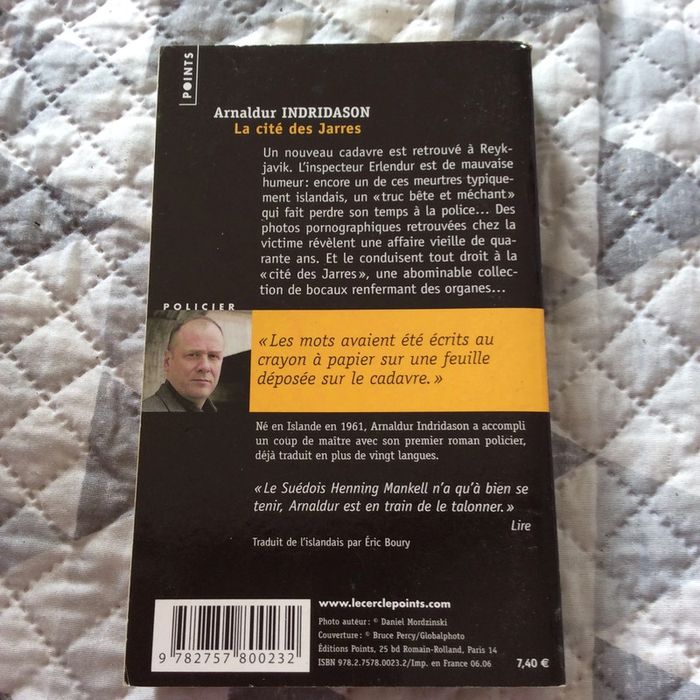 POINTS
Arnaldur INDRIDASON
La cité des Jarres
Un nouveau cadavre est retrouvé à Reyk-
javik. L'inspecteur Erlendur est de mauvaise
humeur : encore un de ces meurtres typique-
ment islandais, un « truc bête et méchant »
qui fait perdre son temps à la police... Des
photos pornographiques retrouvées chez la
victime révèlent une affaire vieille de qua-
rante ans. Et le conduisent tout droit à la
« cité des Jarres », une abominable collec-
tion de bocaux renfermant des organes...
POLICIER
« Les mots avaient été écrits au
crayon à papier sur une feuille
déposée sur le cadavre. »
Né en Islande en 1961, Arnaldur Indridason a accompli
un coup de maître avec son premier roman policier,
déjà traduit en plus de vingt langues.
« Le Suédois Henning Mankell n'a qu'à bien se
tenir, Arnaldur est en train de le talonner. »
Lire
Traduit de l'islandais par Éric Boury
www.lecerclepoints.com
Photo auteur : © Daniel Mordzinski
Couverture : © Bruce Percy/Globalphoto
Éditions Points, 25 bd Romain-Rolland, Paris 14
ISBN 978.2.7578.0023.2/Imp. en France 06.06
7,40 €
9 782757 800232